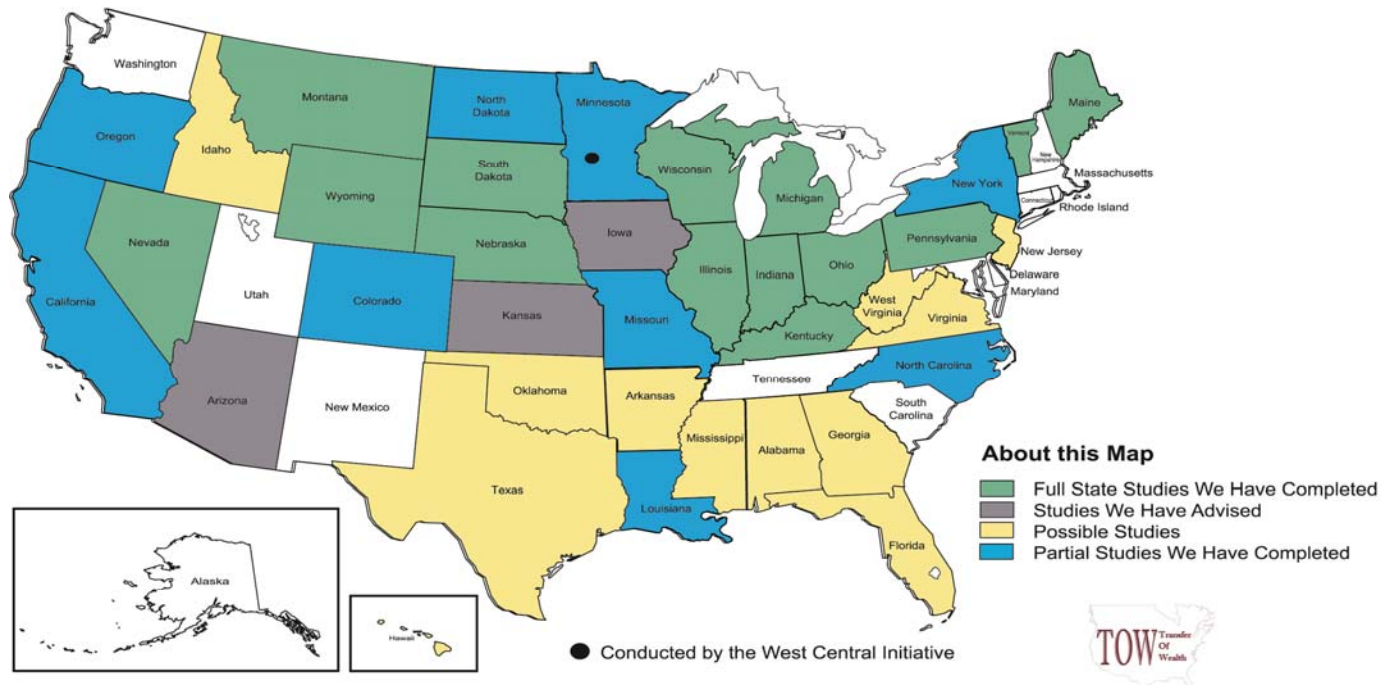 Washington
Montana
North
Dakota
Minnesota
Maine
Oregon
Idaho
South
Dakota
Wisconsin
Vermont
New
Hampshire
Massachusetts
Wyoming
Michigan
New York
Connecticut
Rhode Island
Nevada
Nebraska
Iowa
Pennsylvania
New Jersey
Illinois
Indiana
Ohio
Delaware
Maryland
California
Utah
Colorado
Kansas
Missouri
West
Virginia
Virginia
Kentucky
Arizona
New Mexico
Oklahoma
Arkansas
Tennessee
North Carolina
South
Carolina
Mississippi
Alabama
Georgia
Texas
Louisiana
Florida
About this Map
Full State Studies We Have Completed
Studies We Have Advised
Possible Studies
Partial Studies We Have Completed
Alaska
Hawaii
Conducted by the West Central Initiative
TOW Transfer
Of
Wealth